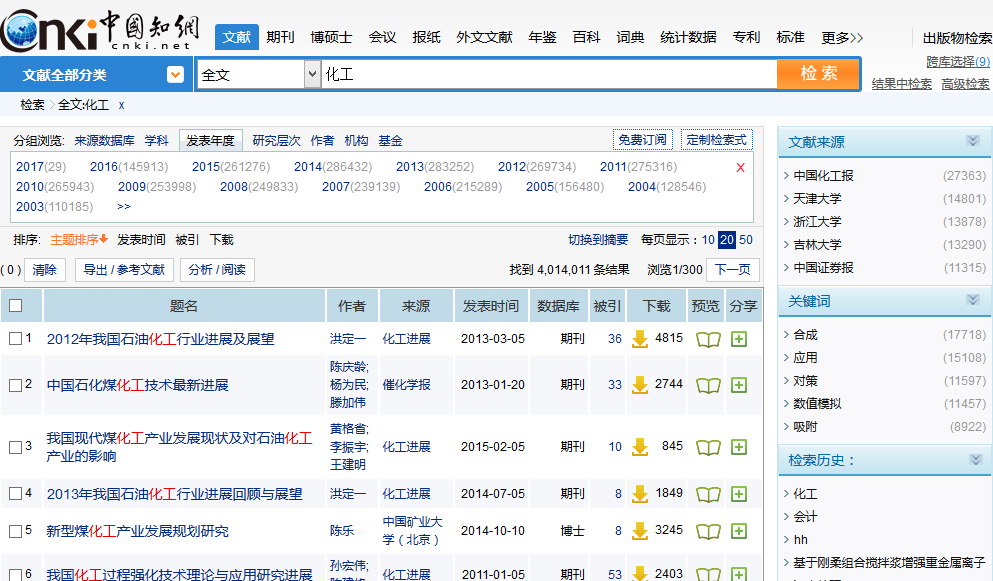 Cnki中國知網
cnki.net
文献 期刊 博硕士 会议 报纸 外文文献 年鉴 百科 词典 统计数据 专利 标准 更多>> 出版物检索
文献全部分类 全文 化工 检 索
跨库选择(9)
结果中检索 高级检索
检索 > 全文:化工 x
分组浏览: 来源数据库 学科 发表年度 研究层次 作者 机构 基金 免费订阅 定制检索式
2017(29) 2016(145913) 2015(261276) 2014(286432) 2013(283252) 2012(269734) 2011(275316) X
2010(265943) 2009(253998) 2008(249833) 2007(239139) 2006(215289) 2005(156480) 2004(128546)
2003(110185) >>
排序: 主题排序 发表时间 被引 下载 切换到摘要 每页显示: 10 20 50
( 0 ) 清除 导出 / 参考文献 分析 / 阅读 找到 4,014,011 条结果 浏览1/300 下一页
题名 作者 来源 发表时间 数据库 被引 下载 预览 分享
1 2012年我国石油化工行业进展及展望 洪定一 化工进展 2013-03-05 期刊 36 4815
2 中国石化煤化工技术最新进展 陈庆龄; 杨为民; 滕加伟 催化学报 2013-01-20 期刊 33 2744
3 我国现代煤化工产业发展现状及对石油化工产业的影响 黄格省; 李振宇; 王建明 化工进展 2015-02-05 期刊 10 845
4 2013年我国石油化工行业进展回顾与展望 洪定一 化工进展 2014-07-05 期刊 8 1849
5 新型煤化工产业发展规划研究 陈乐 中国矿业大学（北京） 2014-10-10 博士 8 3245
6 我国化工过程强化技术理论与应用研究进展 孙宏伟; 化工进展 2011-01-05 期刊 53 2403
文献来源
> 中国化工报 (27363)
> 天津大学 (14801)
> 浙江大学 (13878)
> 吉林大学 (13290)
> 中国证券报 (11315)
关键词
> 合成 (17718)
> 应用 (15108)
> 对策 (11597)
> 数值模拟 (11457)
> 吸附 (8922)
检索历史：
> 化工
> 会计
> hh
> 基于刚柔组合搅拌桨增强重金属离子